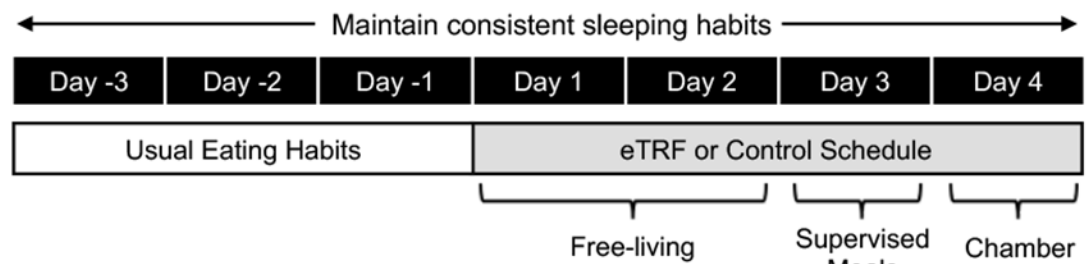 Maintain consistent sleeping habits
Day -3 Day -2 Day -1 Day 1 Day 2 Day 3 Day 4
Usual Eating Habits eTRF or Control Schedule
Free-living Supervised Chamber